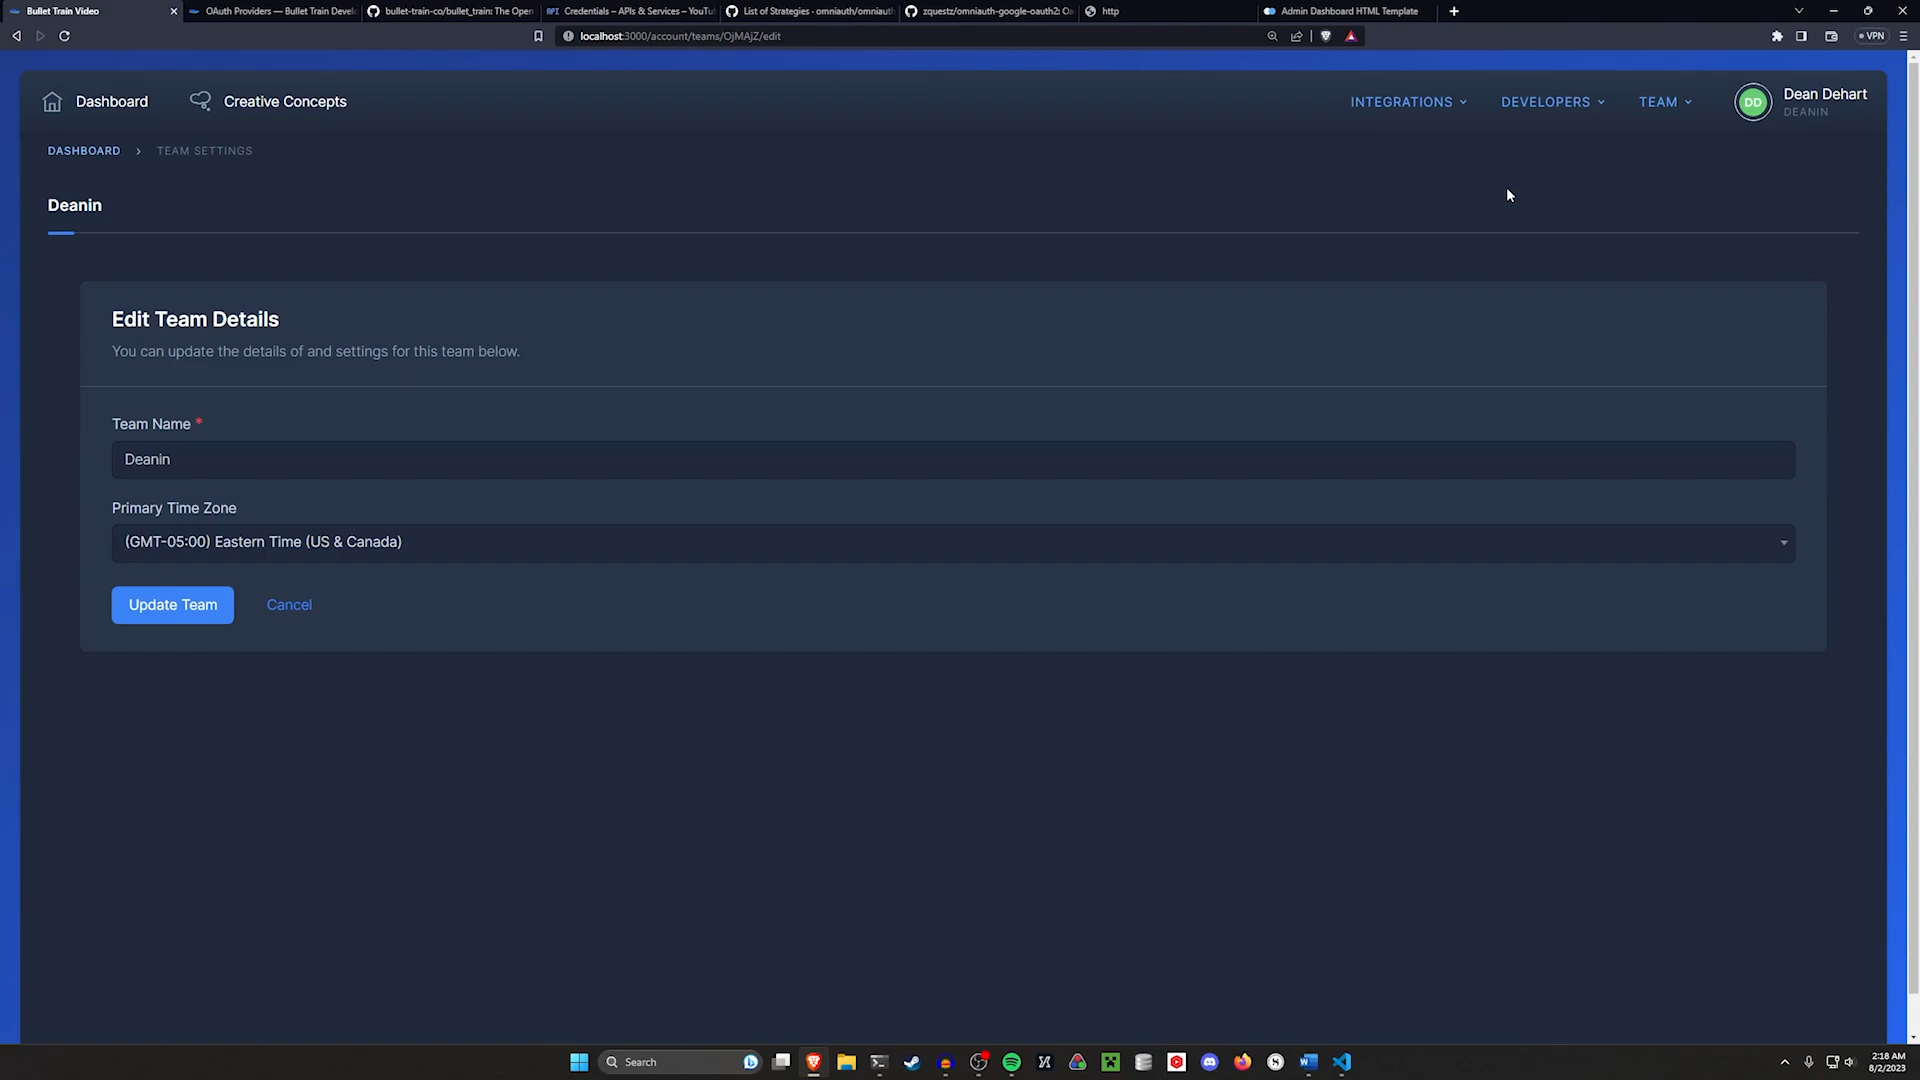 Bullet Train Video
OAuth Providers — Bullet Train Develo
bullet-train-co/bullet_train: The Open
Credentials – APIs & Services – YouTu
List of Strategies · omniauth/omniauth
zquestz/omniauth-google-oauth2: Oa
http
Admin Dashboard HTML Template
localhost:3000/account/teams/OjMAjZ/edit
VPN
Dashboard
Creative Concepts
INTEGRATIONS
DEVELOPERS
TEAM
DD
Dean Dehart
DEANIN
DASHBOARD > TEAM SETTINGS
Deanin
Edit Team Details
You can update the details of and settings for this team below.
Team Name *
Deanin
Primary Time Zone
(GMT-05:00) Eastern Time (US & Canada)
Update Team
Cancel
Search
2:18 AM
8/2/2023